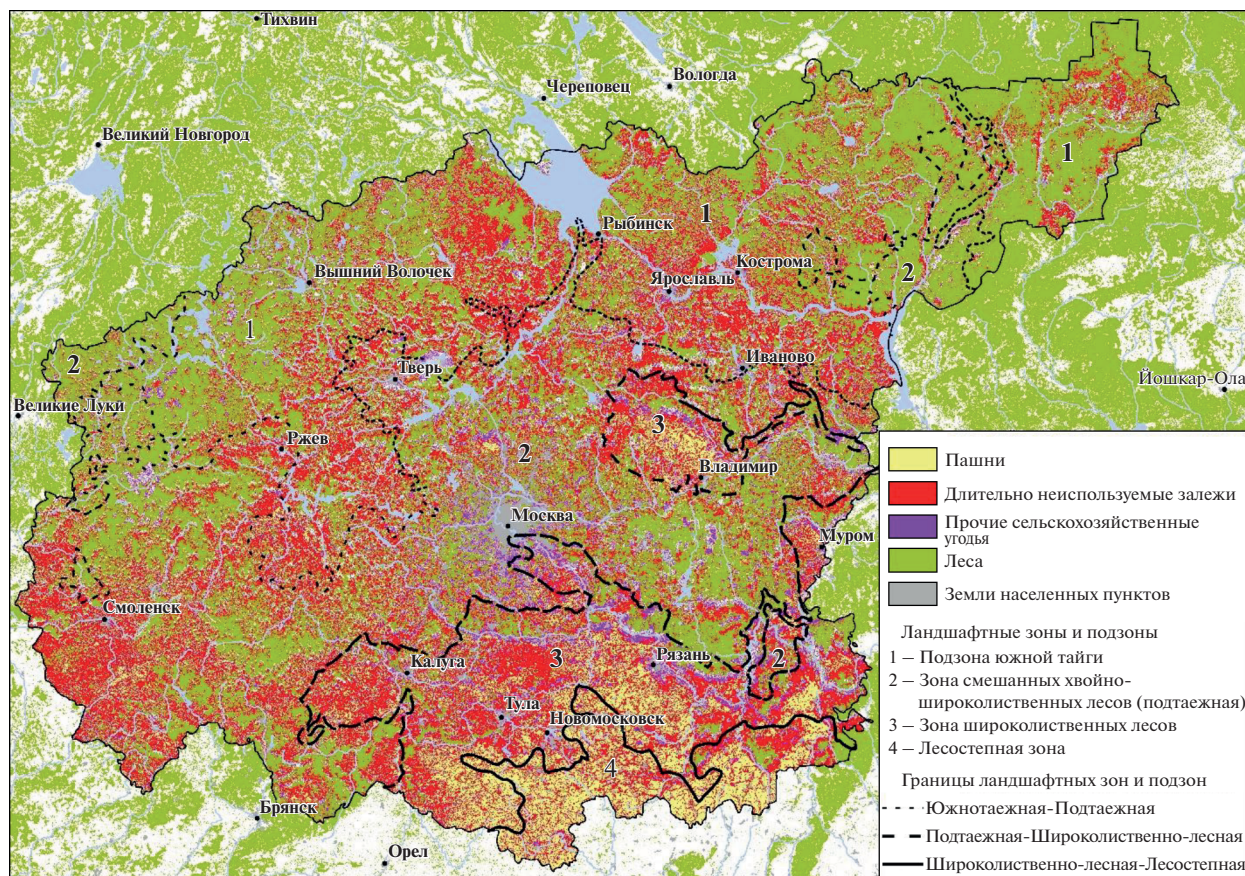 Тихвин
Вологда
Череповец
Великий Новгород
1
Рыбинск
1
Вышний Волочек
Кострома
Ярославль
2
1
2
Иваново
Тверь
Йошкар-Ола
Великие Луки
3
Ржев
2
Владимир
Москва
Муром
Смоленск
3
Рязань
2
Калуга
Тула
Новомосковск
4
Брянск
Орел
Пашни
Длительно неиспользуемые залежи
Прочие сельскохозяйственные
угодья
Леса
Земли населенных пунктов
Ландшафтные зоны и подзоны
1 – Подзона южной тайги
2 – Зона смешанных хвойно-
широколиственных лесов (подтаежная)
3 – Зона широколиственных лесов
4 – Лесостепная зона
Границы ландшафтных зон и подзон
Южнотаежная-Подтаежная
Подтаежная-Широколиственно-лесная
Широколиственно-лесная-Лесостепная